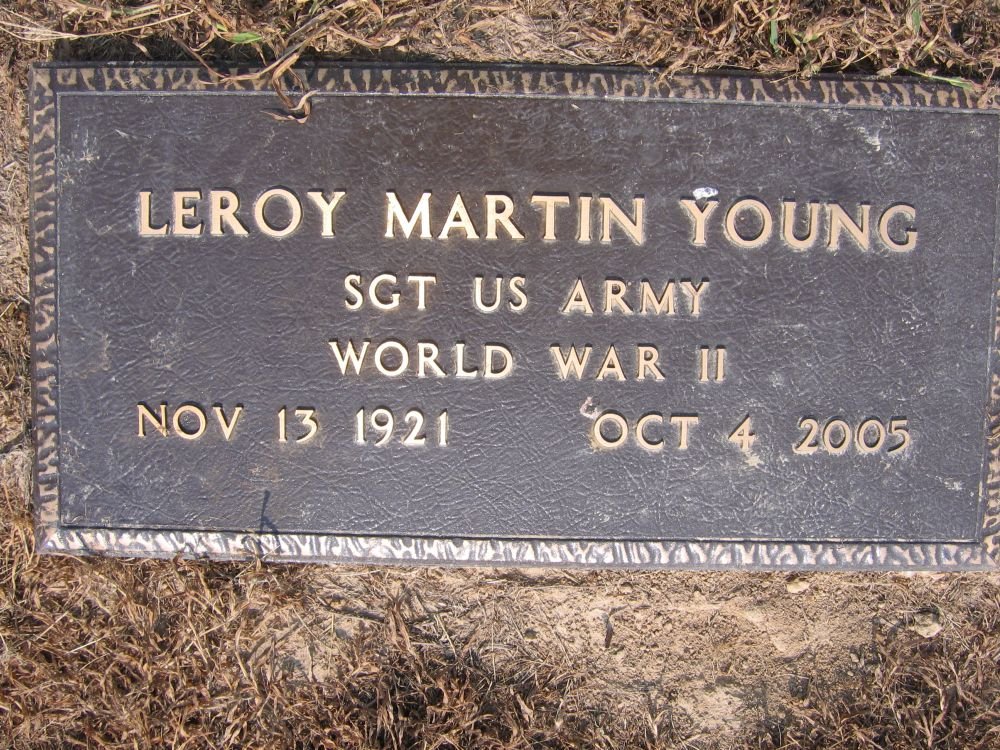 LEROY MARTIN YOUNG
SGT US ARMY
WORLD WAR II
NOV 13 1921 OCT 4 2005